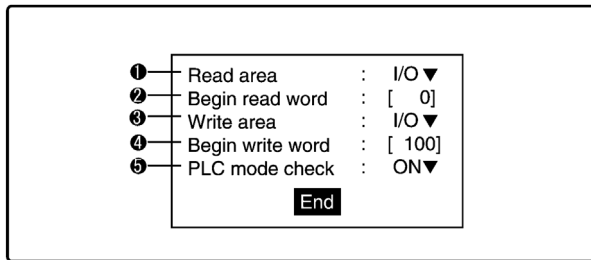 ❶ Read area : I/O ▼
❷ Begin read word : [ 0]
❸ Write area : I/O ▼
❹ Begin write word : [ 100]
❺ PLC mode check : ON▼
End